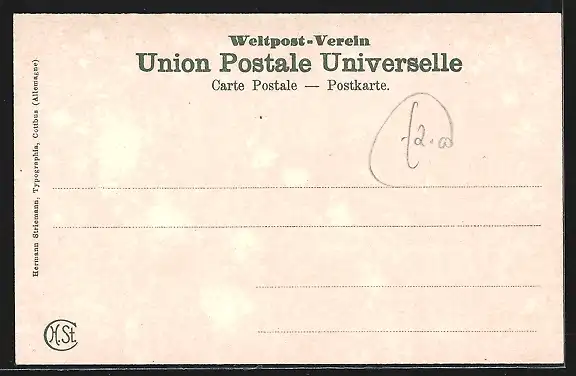 Weltpost-Verein
Union Postale Universelle
Carte Postale — Postkarte.
Hermann Striemann, Typographie, Cottbus (Allemagne)
H.St.